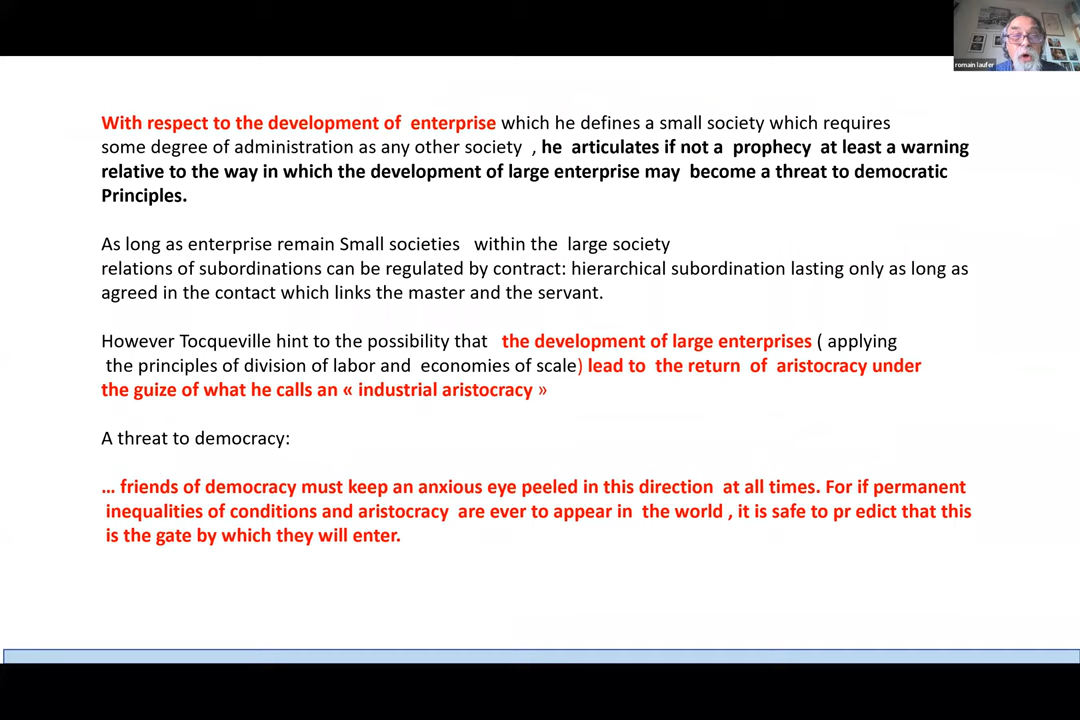 romain laufer
With respect to the development of enterprise which he defines a small society which requires
some degree of administration as any other society , he articulates if not a prophecy at least a warning
relative to the way in which the development of large enterprise may become a threat to democratic
Principles.
As long as enterprise remain Small societies within the large society
relations of subordinations can be regulated by contract: hierarchical subordination lasting only as long as
agreed in the contact which links the master and the servant.
However Tocqueville hint to the possibility that the development of large enterprises ( applying
the principles of division of labor and economies of scale) lead to the return of aristocracy under
the guize of what he calls an « industrial aristocracy »
A threat to democracy:
... friends of democracy must keep an anxious eye peeled in this direction at all times. For if permanent
inequalities of conditions and aristocracy are ever to appear in the world , it is safe to pr edict that this
is the gate by which they will enter.